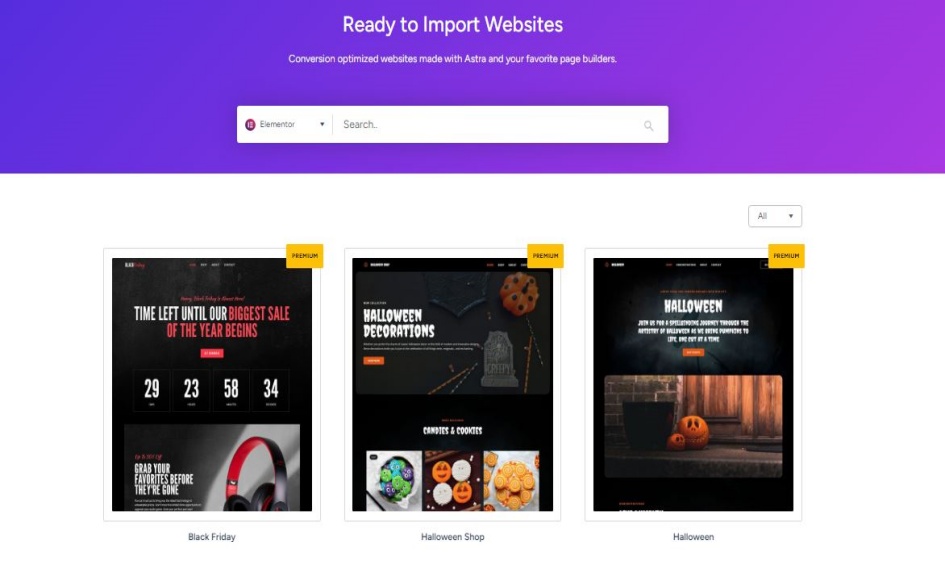 Ready to Import Websites
Conversion optimized websites made with Astra and your favorite page builders.
Elementor
Search..
All
PREMIUM
PREMIUM
PREMIUM
BLACK Friday
TIME LEFT UNTIL OUR BIGGEST SALE
OF THE YEAR BEGINS
29
23
58
34
GRAB YOUR
FAVORITES BEFORE
THEY'RE GONE
HALLOWEEN
DECORATIONS
CREEPY
CANDIES & COOKIES
HALLOWEEN
JOIN US FOR A SPELLBINDING JOURNEY THROUGH THE
ARTISTRY OF HALLOWEEN AS WE BRING PUMPKINS TO
LIFE, ONE CUT AT A TIME
Black Friday
Halloween Shop
Halloween